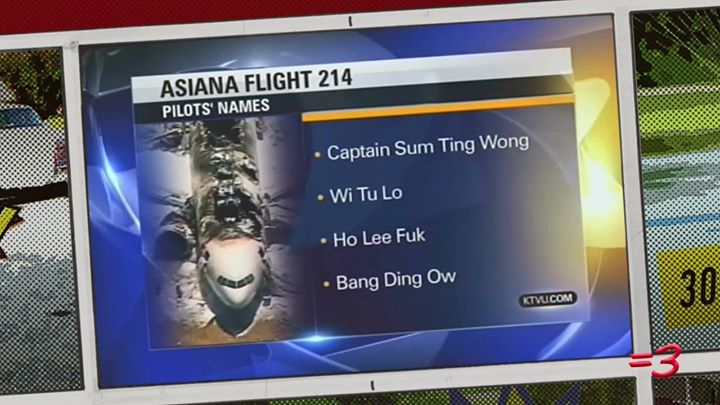 ASIANA FLIGHT 214
PILOTS' NAMES
• Captain Sum Ting Wong
• Wi Tu Lo
• Ho Lee Fuk
• Bang Ding Ow
KTVU.COM
30
=3